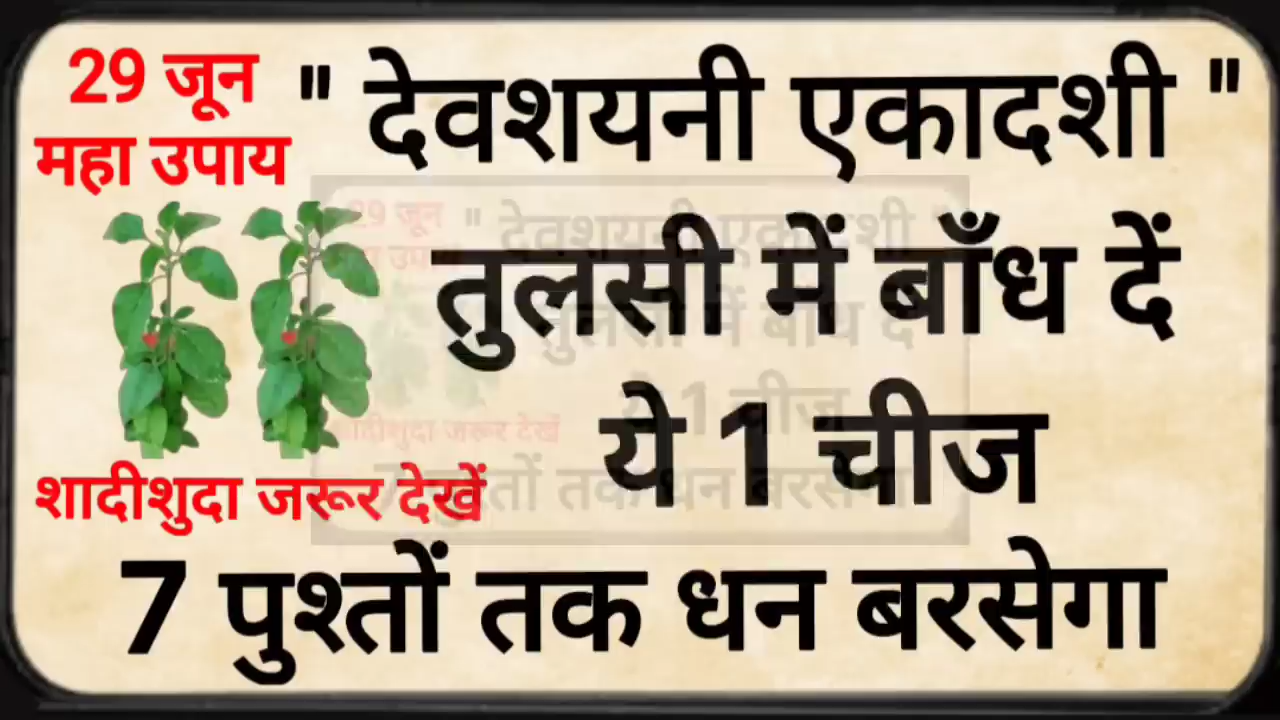 29 जून
महा उपाय
" देवशयनी एकादशी "
तुलसी में बाँध दें
ये 1 चीज
शादीशुदा जरूर देखें
7 पुश्तों तक धन बरसेगा